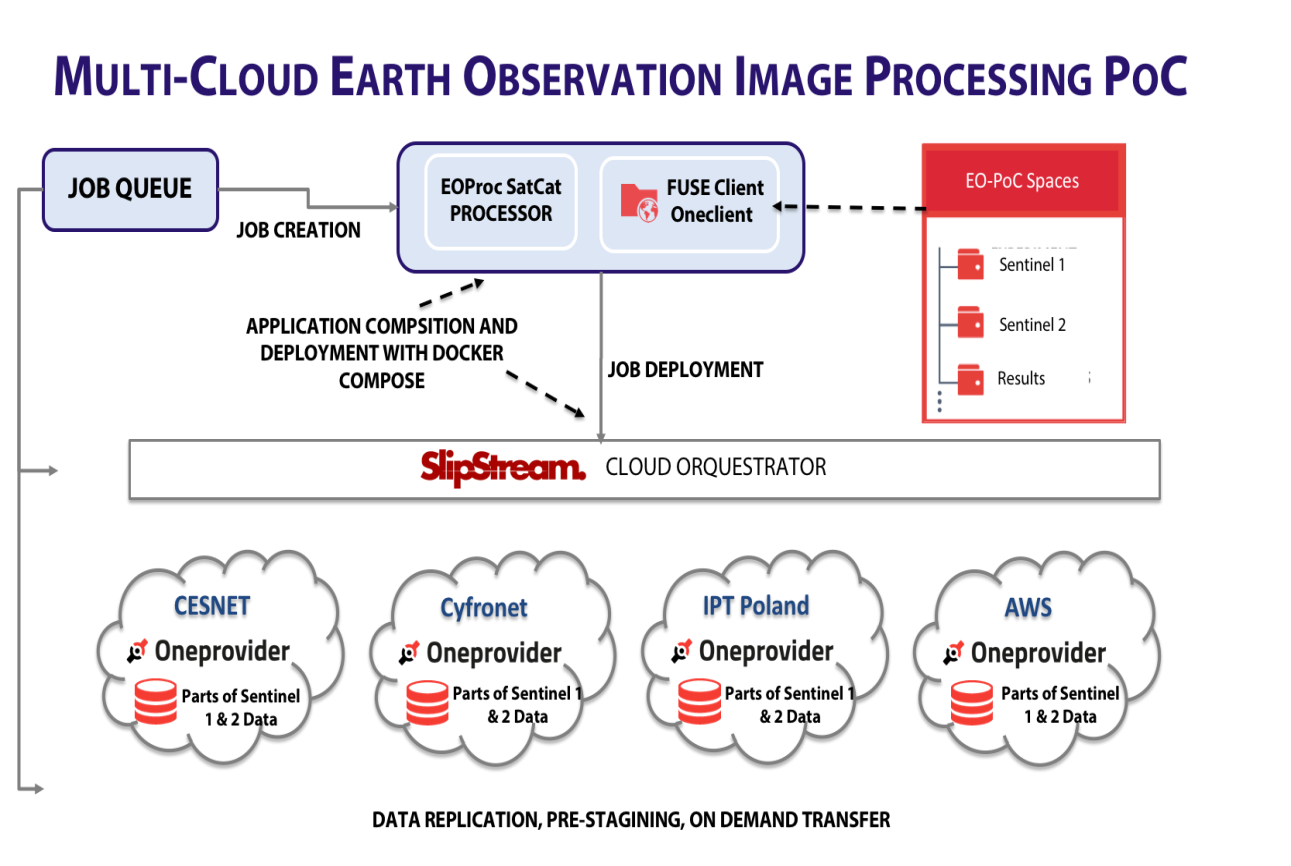 MULTI-CLOUD EARTH OBSERVATION IMAGE PROCESSING POC
JOB QUEUE
JOB CREATION
EOProc SatCat
PROCESSOR
FUSE Client
Oneclient
EO-PoC Spaces
Sentinel 1
Sentinel 2
Results
APPLICATION COMPSITION AND
DEPLOYMENT WITH DOCKER
COMPOSE
JOB DEPLOYMENT
SlipStream. CLOUD ORQUESTRATOR
CESNET
Oneprovider
Parts of Sentinel
1 & 2 Data
Cyfronet
Oneprovider
Parts of Sentinel 1
& 2 Data
IPT Poland
Oneprovider
Parts of Sentinel 1
& 2 Data
AWS
Oneprovider
Parts of Sentinel
1 & 2 Data
DATA REPLICATION, PRE-STAGINING, ON DEMAND TRANSFER